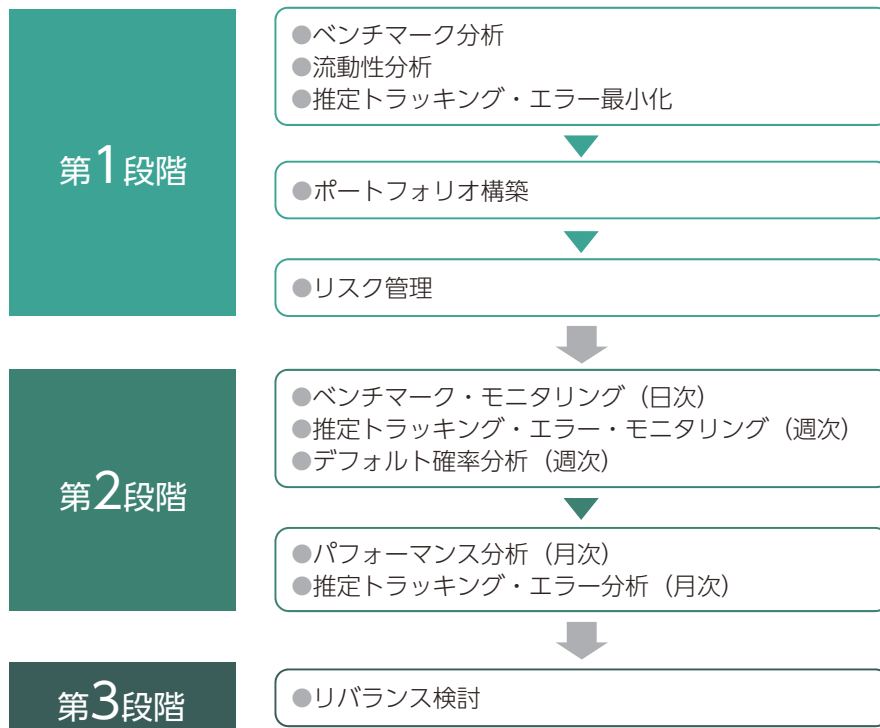 第1段階
●ベンチマーク分析
●流動性分析
●推定トラッキング・エラー最小化
●ポートフォリオ構築
●リスク管理
第2段階
●ベンチマーク・モニタリング（日次）
●推定トラッキング・エラー・モニタリング（週次）
●デフォルト確率分析（週次）
●パフォーマンス分析（月次）
●推定トラッキング・エラー分析（月次）
第3段階
●リバランス検討